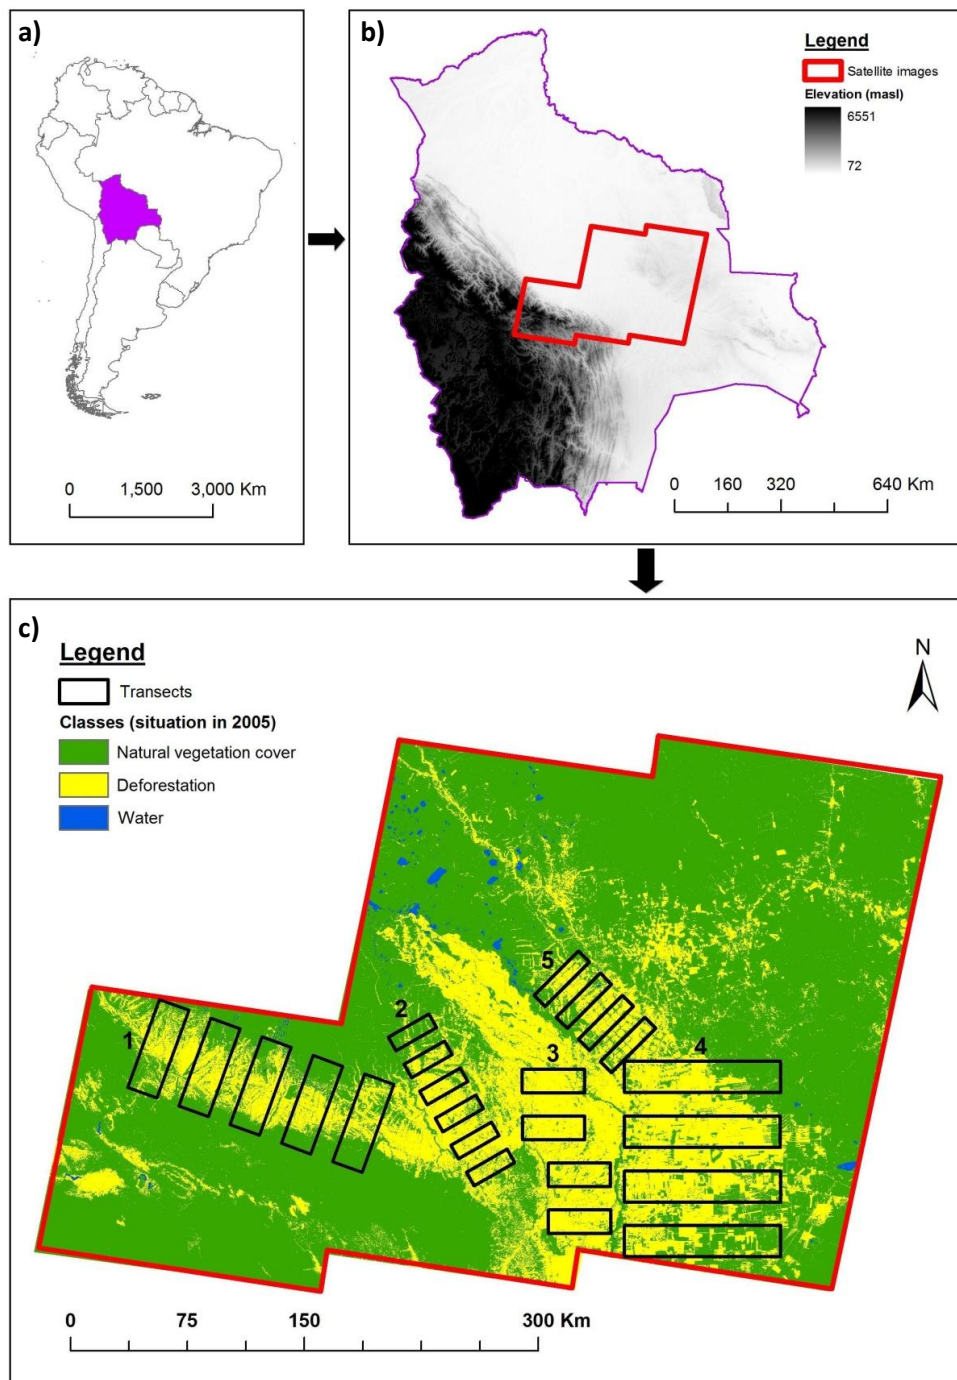 a)
0 1,500 3,000 Km
b)
Legend
Satellite images
Elevation (masl)
6551
72
0 160 320 640 Km
c)
Legend
Transects
Classes (situation in 2005)
Natural vegetation cover
Deforestation
Water
N
1
2
3
4
5
0 75 150 300 Km